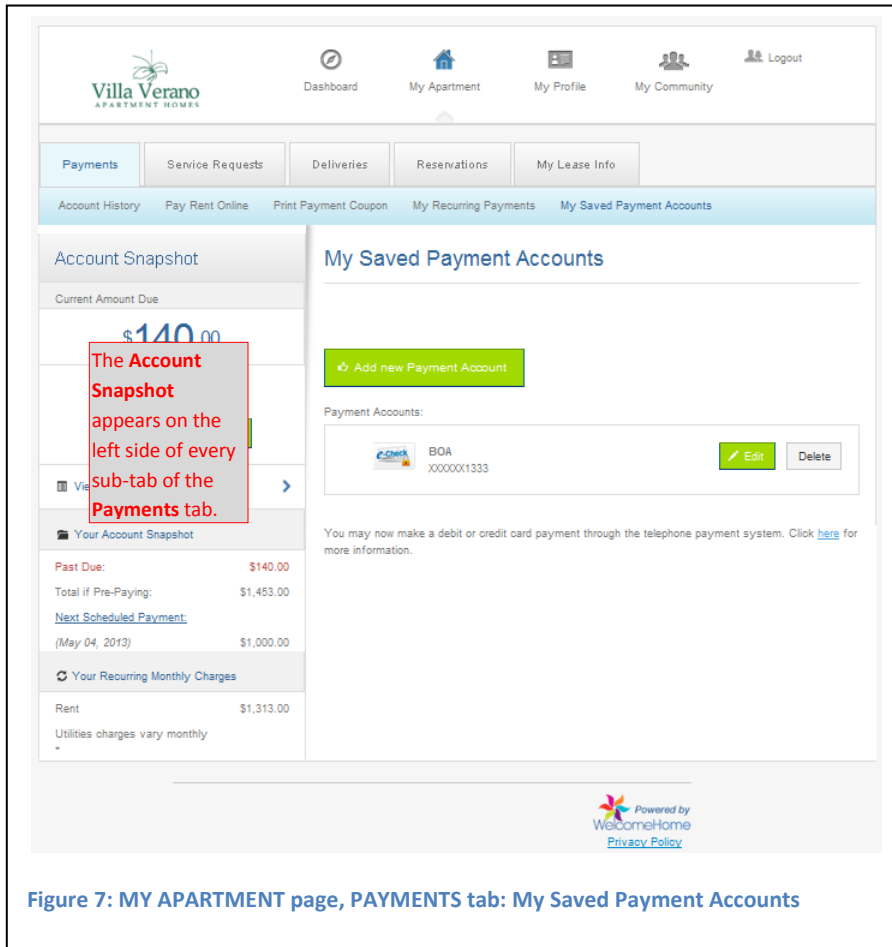 Villa Verano
APARTMENT HOMES
Dashboard
My Apartment
My Profile
My Community
Logout
Payments
Service Requests
Deliveries
Reservations
My Lease Info
Account History
Pay Rent Online
Print Payment Coupon
My Recurring Payments
My Saved Payment Accounts
Account Snapshot
Current Amount Due
$140.00
The Account
Snapshot
appears on the
left side of every
sub-tab of the
Payments tab.
Your Account Snapshot
Past Due: $140.00
Total if Pre-Paying: $1,453.00
Next Scheduled Payment:
(May 04, 2013) $1,000.00
Your Recurring Monthly Charges
Rent $1,313.00
Utilities charges vary monthly
*
My Saved Payment Accounts
Add new Payment Account
Payment Accounts:
e-Check
BOA
XXXXXX1333
Edit
Delete
You may now make a debit or credit card payment through the telephone payment system. Click here for
more information.
Powered by
WelcomeHome
Privacy Policy
Figure 7: MY APARTMENT page, PAYMENTS tab: My Saved Payment Accounts